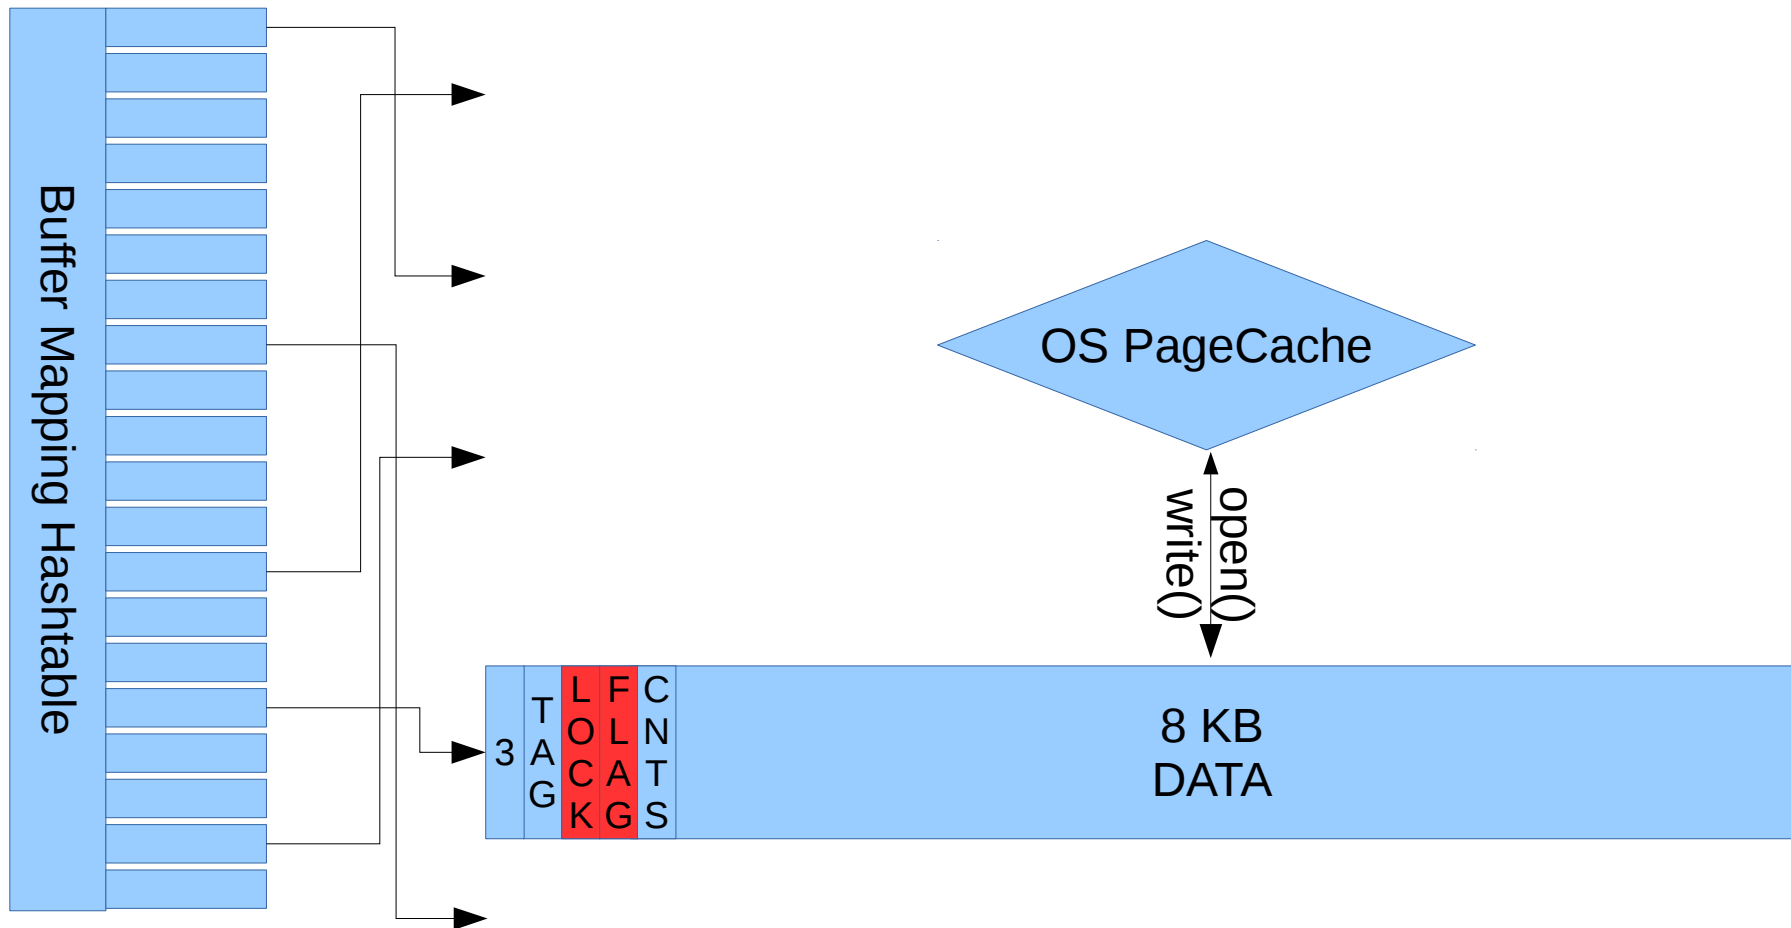 Buffer Mapping Hashtable
OS PageCache
open()
write()
3
TAG
LOCK
FLAG
CNTS
8 KB
DATA